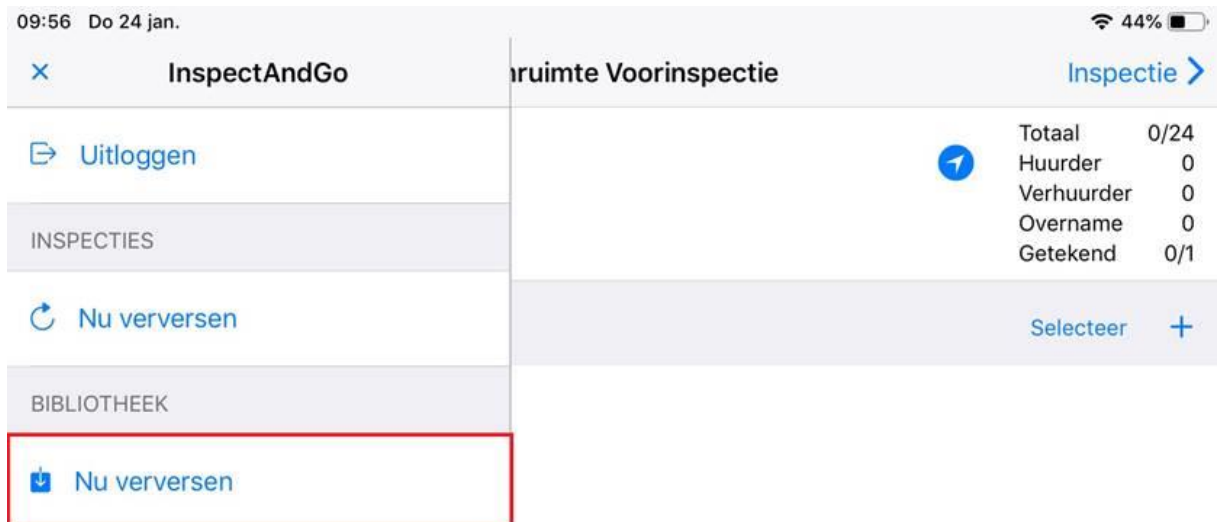 09:56 Do 24 jan. 44%
× InspectAndGo
Uitloggen
INSPECTIES
Nu verversen
BIBLIOTHEEK
Nu verversen
Voorinspectie
Inspectie
Totaal 0/24
Huurder 0
Verhuurder 0
Overname 0
Getekend 0/1
Selecteer +